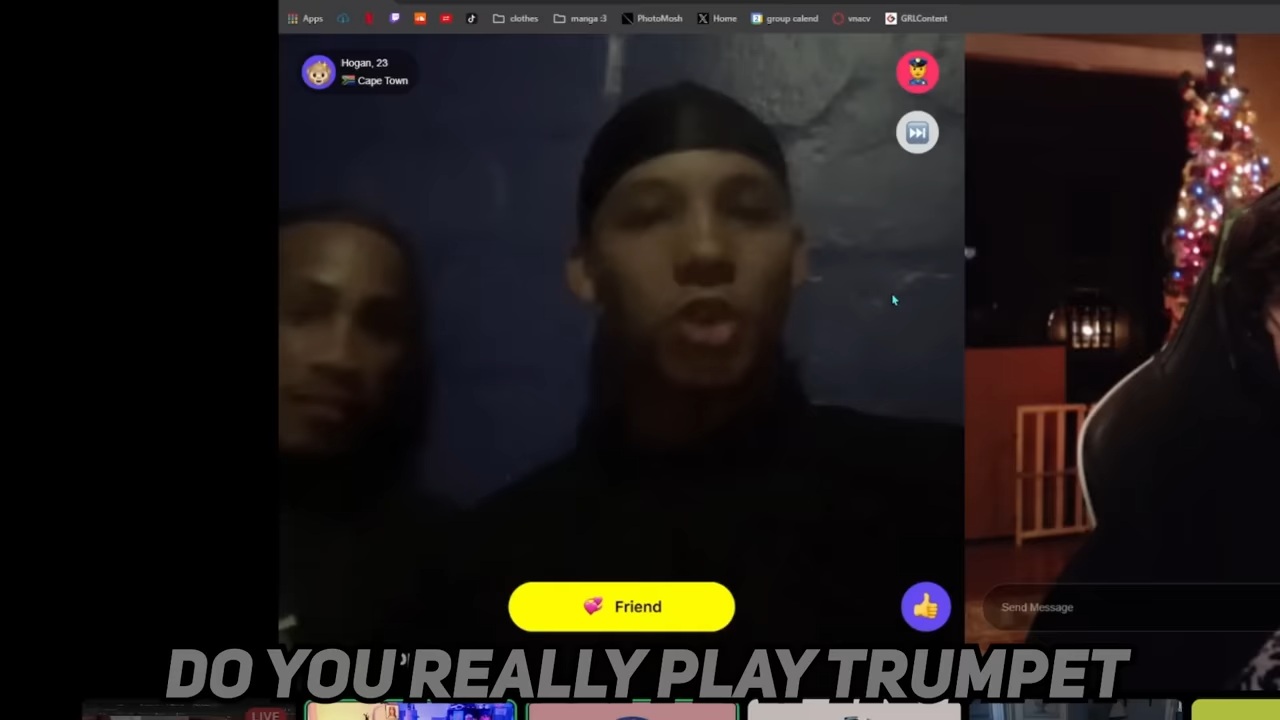 Apps clothes manga :3 PhotoMosh Home group calend vnacv GRLContent
Hogan, 23
Cape Town
Friend
Send Message
DO YOU REALLY PLAY TRUMPET
LIVE